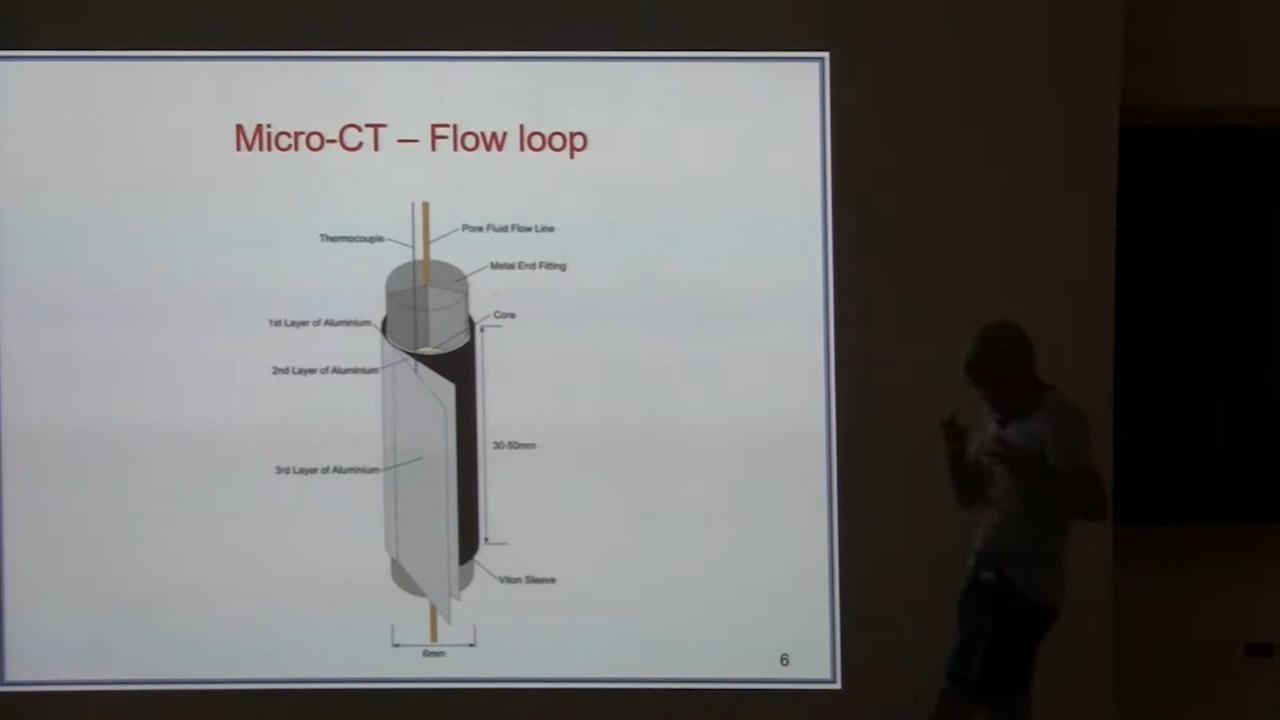 Micro-CT – Flow loop
Pore Fluid Flow Line
Thermocouple
Metal End Fitting
Core
1st Layer of Aluminium
2nd Layer of Aluminium
30-50mm
3rd Layer of Aluminium
Viton Sleeve
6mm
6